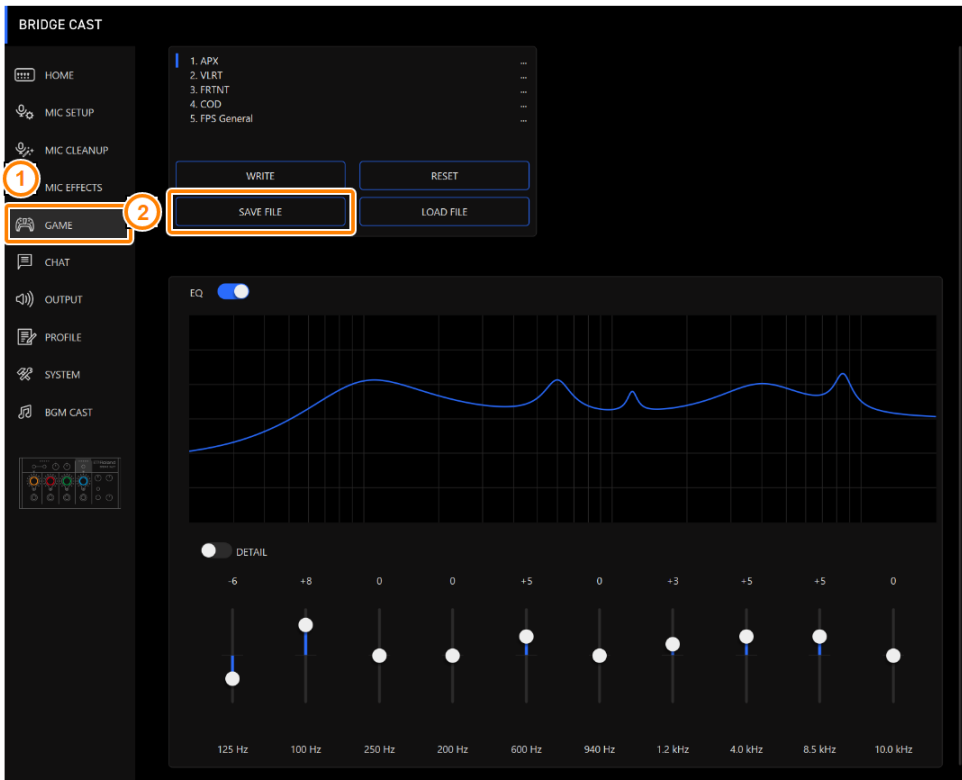 BRIDGE CAST
HOME
MIC SETUP
MIC CLEANUP
1
MIC EFFECTS
GAME
CHAT
OUTPUT
PROFILE
SYSTEM
BGM CAST
1. APX ...
2. VLRT ...
3. FRTNT ...
4. COD ...
5. FPS General ...
WRITE RESET
2
SAVE FILE LOAD FILE
EQ
DETAIL
-6 +8 0 0 +5 0 +3 +5 +5 0
125 Hz 100 Hz 250 Hz 200 Hz 600 Hz 940 Hz 1.2 kHz 4.0 kHz 8.5 kHz 10.0 kHz